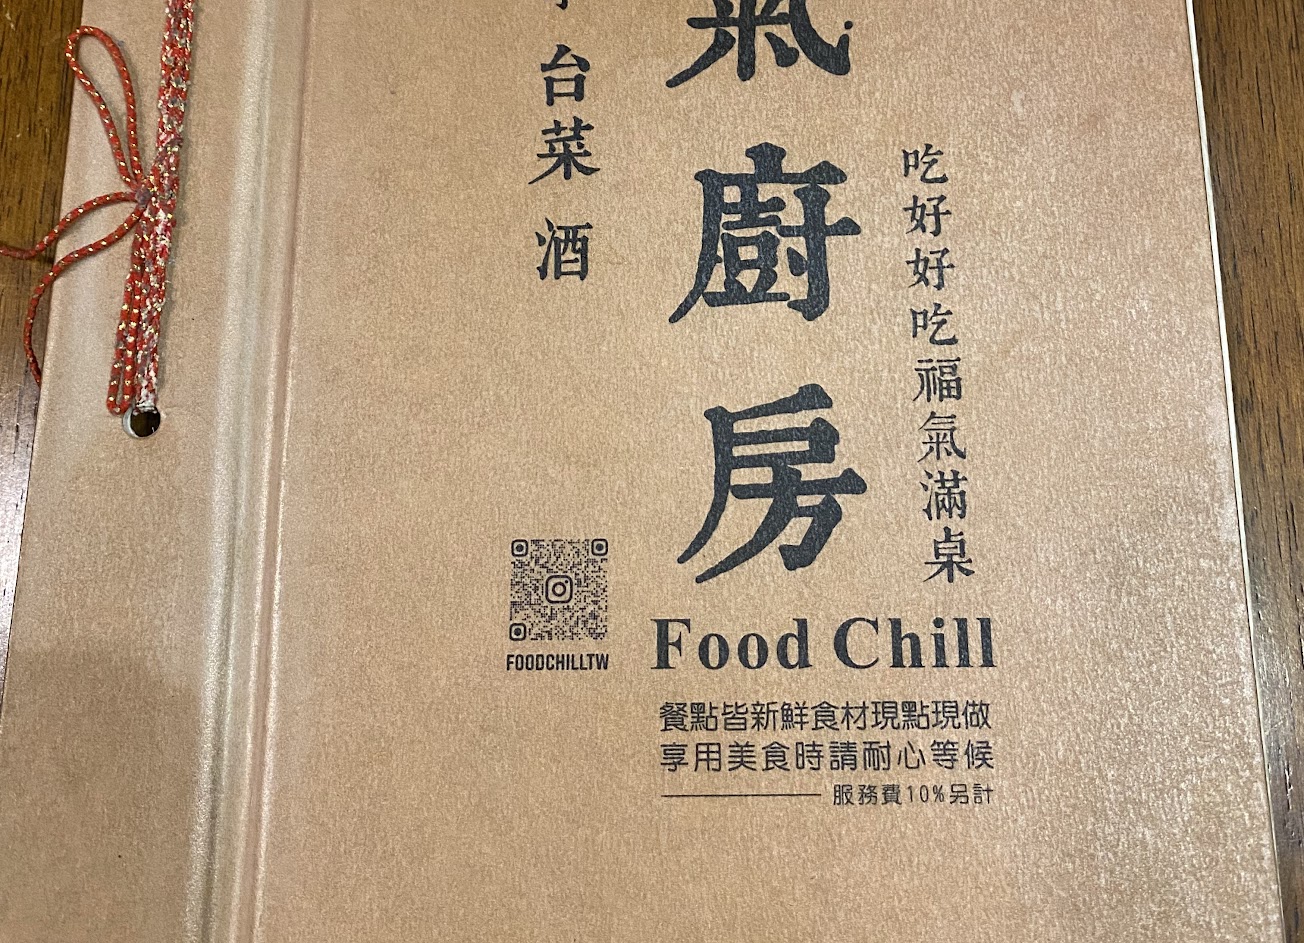 吃好好吃福氣滿桌
氣廚房
台菜 酒
FOODCHILLTW
Food Chill
餐點皆新鮮食材現點現做
享用美食時請耐心等候
服務費10%另計